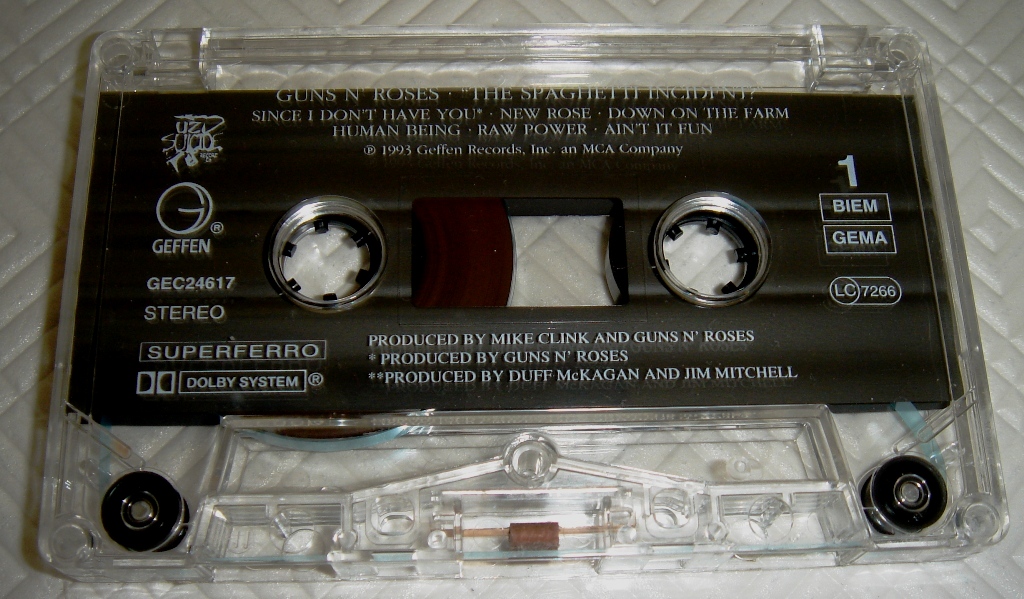 GUNS N' ROSES · "THE SPAGHETTI INCIDENT?"
SINCE I DON'T HAVE YOU* · NEW ROSE · DOWN ON THE FARM
HUMAN BEING · RAW POWER · AIN'T IT FUN
℗ 1993 Geffen Records, Inc. an MCA Company
GEFFEN ®
GEC24617
STEREO
SUPERFERRO
DOLBY SYSTEM ®
1
BIEM
GEMA
LC 7266
PRODUCED BY MIKE CLINK AND GUNS N' ROSES
* PRODUCED BY GUNS N' ROSES
**PRODUCED BY DUFF McKAGAN AND JIM MITCHELL